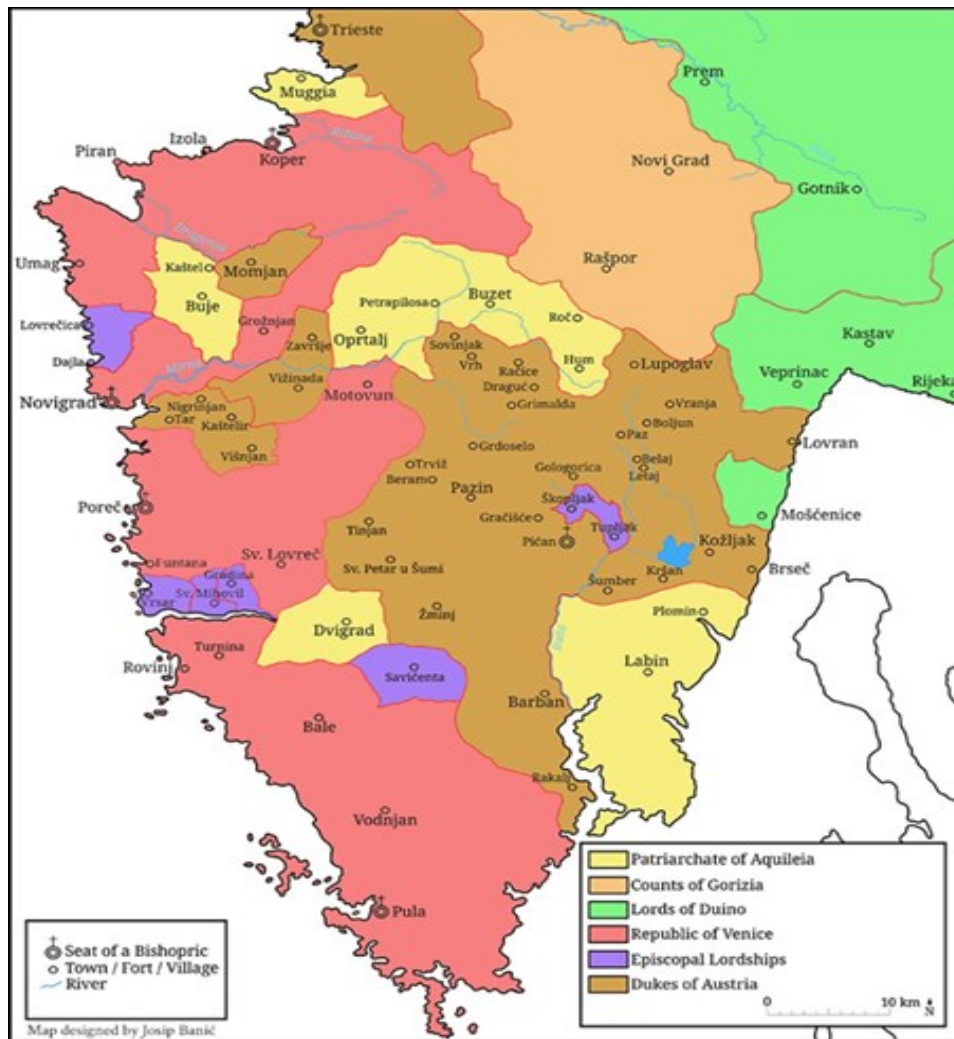 Trieste
Muggia
Prem
Izola
Koper
Rižana
Piran
Novi Grad
Gotnik
Dragonja
Umag
Kaštel
Momjan
Rašpor
Buje
Petrapilosa
Buzet
Lovrečica
Grožnjan
Oprtalj
Roč
Kastav
Završje
Sovinjak
Dajla
Mirna
Vrh
Račice
Hum
Lupoglav
Veprinac
Rijeka
Vižinada
Motovun
Draguć
Novigrad
Nigrinjan
Grimalda
Vranja
Tar
Kaštelir
Boljun
Paz
Lovran
Višnjan
Grdoselo
Trviž
Belaj
Letaj
Gologorica
Beram
Pazin
Škopljak
Poreč
Gračišće
Mošćenice
Tinjan
Pićan
Tupljak
Kožljak
Funtana
Sv. Lovreč
Sv. Petar u Šumi
Kršan
Brseč
Gradina
Šumber
Vrsar
Sv. Mihovil
Žminj
Plomin
Dvigrad
Turnina
Rovinj
Savičenta
Labin
Barban
Bale
Rakalj
Vodnjan
Pula
Patriarchate of Aquileia
Counts of Gorizia
Lords of Duino
Republic of Venice
Episcopal Lordships
Dukes of Austria
0 10 km N
Seat of a Bishopric
Town / Fort / Village
River
Map designed by Josip Banić